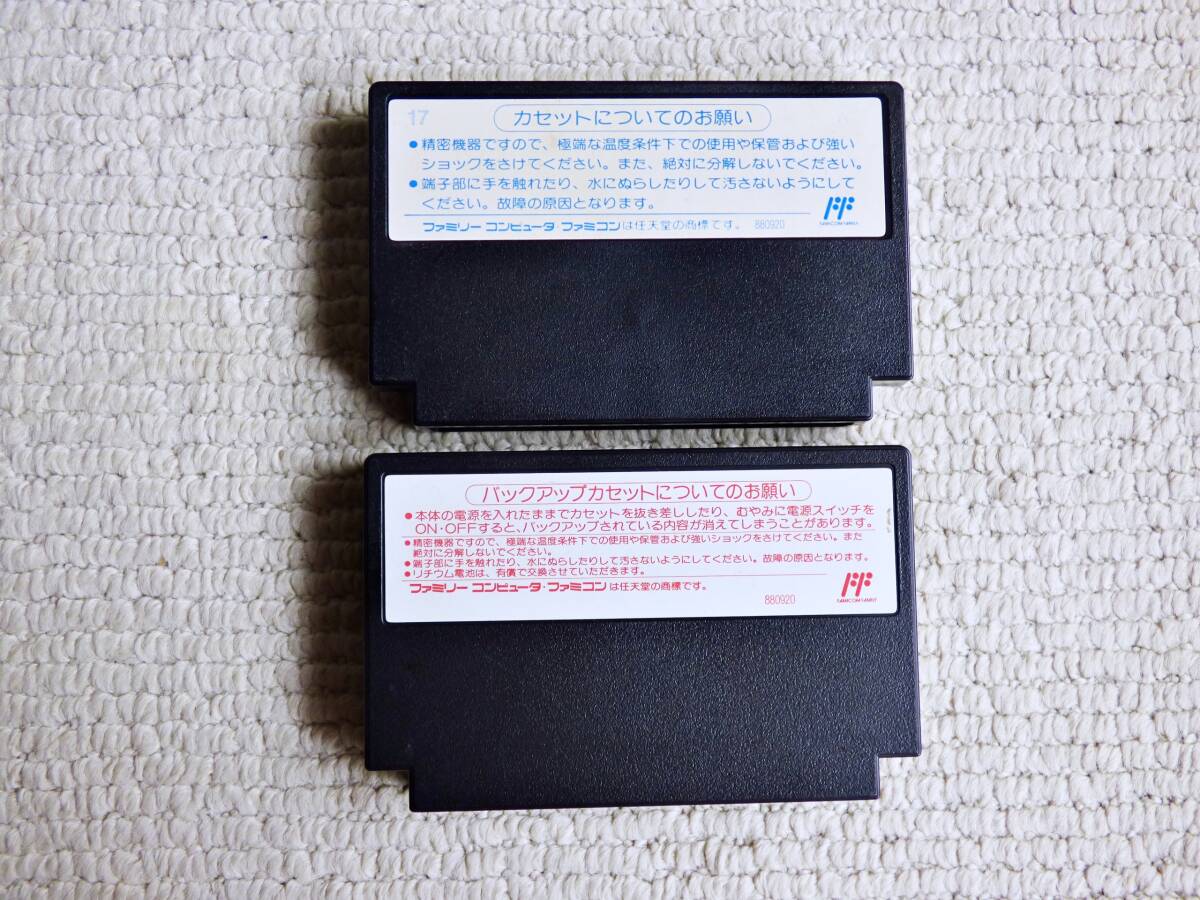 17
カセットについてのお願い
●精密機器ですので、極端な温度条件下での使用や保管および強い
ショックをさけてください。また、絶対に分解しないでください。
●端子部に手を触れたり、水にぬらしたりして汚さないようにして
ください。故障の原因となります。
FAMICOM FAMILY
ファミリー コンピュータ・ファミコンは任天堂の商標です。 880920
バックアップカセットについてのお願い
●本体の電源を入れたままでカセットを抜き差ししたり、むやみに電源スイッチを
ON・OFFすると、バックアップされている内容が消えてしまうことがあります。
●精密機器ですので、極端な温度条件下での使用や保管および強いショックをさけてください。また
絶対に分解しないでください。
●端子部に手を触れたり、水にぬらしたりして汚さないようにしてください。故障の原因となります。
●リチウム電池は、有償で交換させていただきます。
ファミリー コンピュータ・ファミコンは任天堂の商標です。
880920
FAMICOM FAMILY